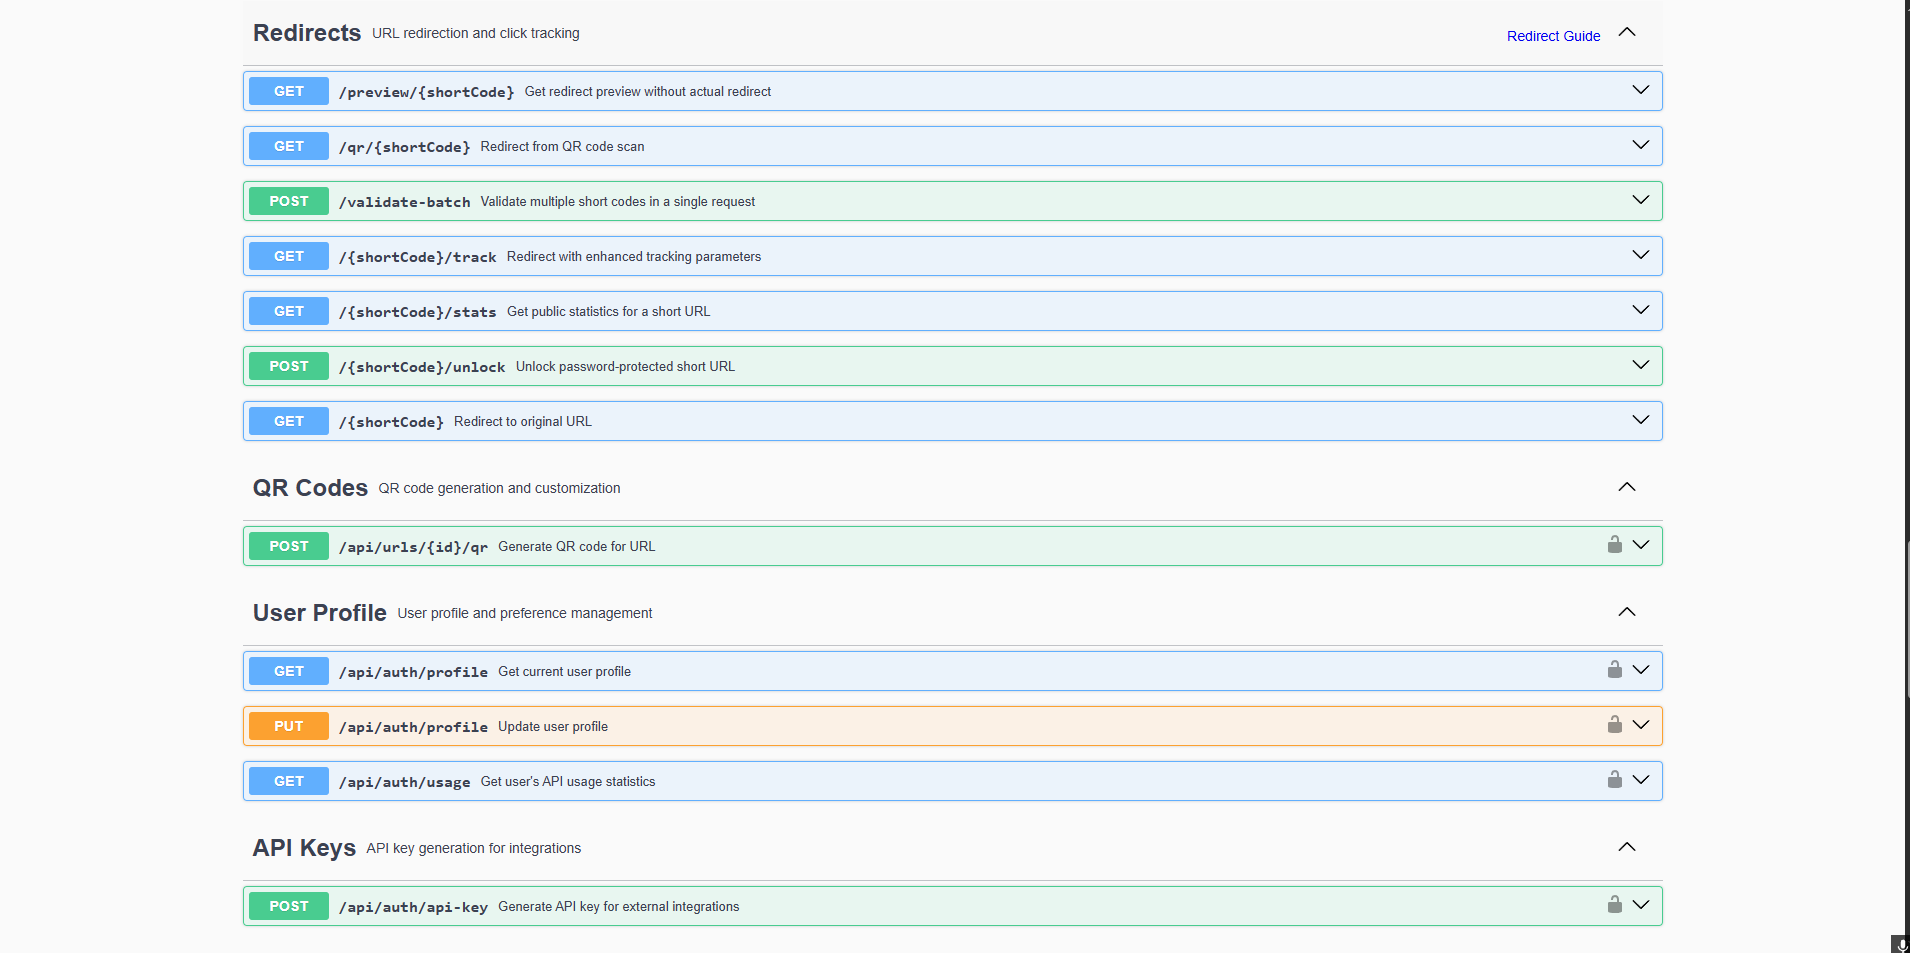 Redirects URL redirection and click tracking Redirect Guide
GET /preview/{shortCode} Get redirect preview without actual redirect
GET /qr/{shortCode} Redirect from QR code scan
POST /validate-batch Validate multiple short codes in a single request
GET /{shortCode}/track Redirect with enhanced tracking parameters
GET /{shortCode}/stats Get public statistics for a short URL
POST /{shortCode}/unlock Unlock password-protected short URL
GET /{shortCode} Redirect to original URL
QR Codes QR code generation and customization
POST /api/urls/{id}/qr Generate QR code for URL
User Profile User profile and preference management
GET /api/auth/profile Get current user profile
PUT /api/auth/profile Update user profile
GET /api/auth/usage Get user's API usage statistics
API Keys API key generation for integrations
POST /api/auth/api-key Generate API key for external integrations